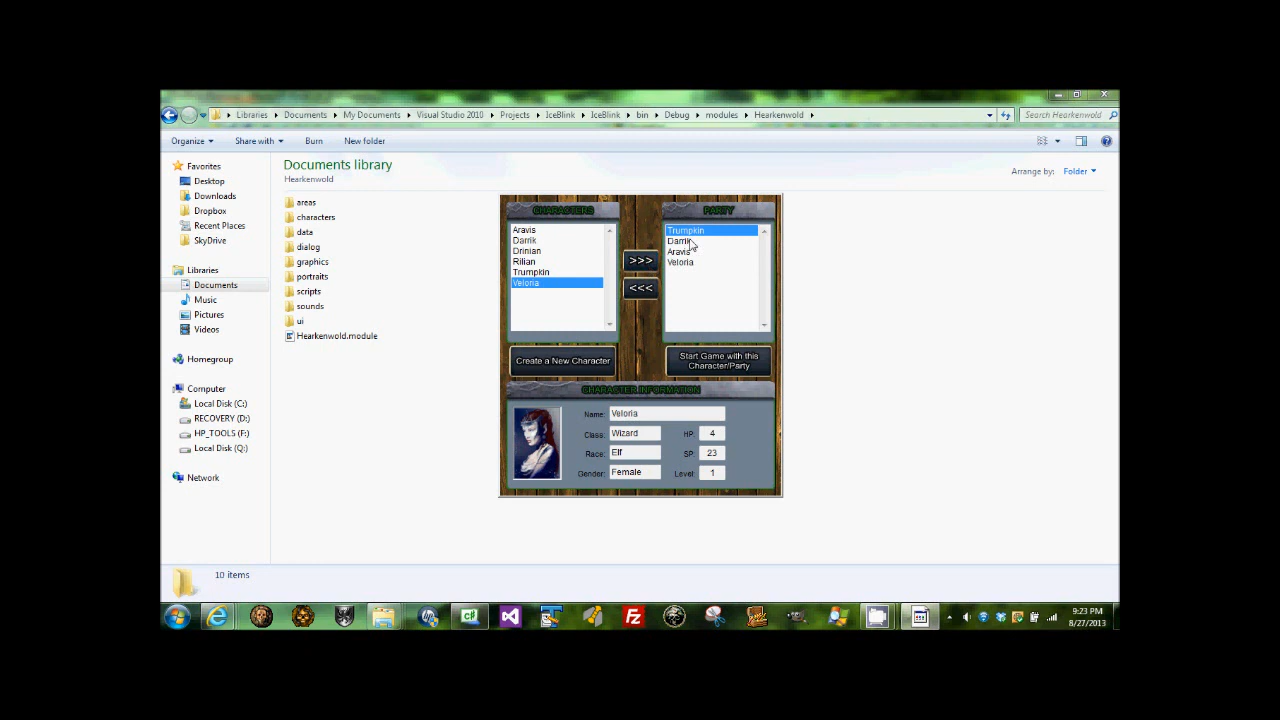 Libraries
Documents
My Documents
Visual Studio 2010
Projects
IceBlink
IceBlink
bin
Debug
modules
Hearkenwold
Search Hearkenwold
Organize
Share with
Burn
New folder
Favorites
Desktop
Downloads
Dropbox
Recent Places
SkyDrive
Libraries
Documents
Music
Pictures
Videos
Homegroup
Computer
Local Disk (C:)
RECOVERY (D:)
HP_TOOLS (F:)
Local Disk (Q:)
Network
Documents library
Hearkenwold
Arrange by: Folder
areas
characters
data
dialog
graphics
portraits
scripts
sounds
ui
Hearkenwold.module
CHARACTERS
Aravis
Darrik
Drinian
Rilian
Trumpkin
Veloria
>>>
<<<
PARTY
Trumpkin
Darrik
Aravis
Veloria
Create a New Character
Start Game with this
Character/Party
CHARACTER INFORMATION
Name: Veloria
Class: Wizard HP: 4
Race: Elf SP: 23
Gender: Female Level: 1
10 items
C#
FZ
9:23 PM
8/27/2013